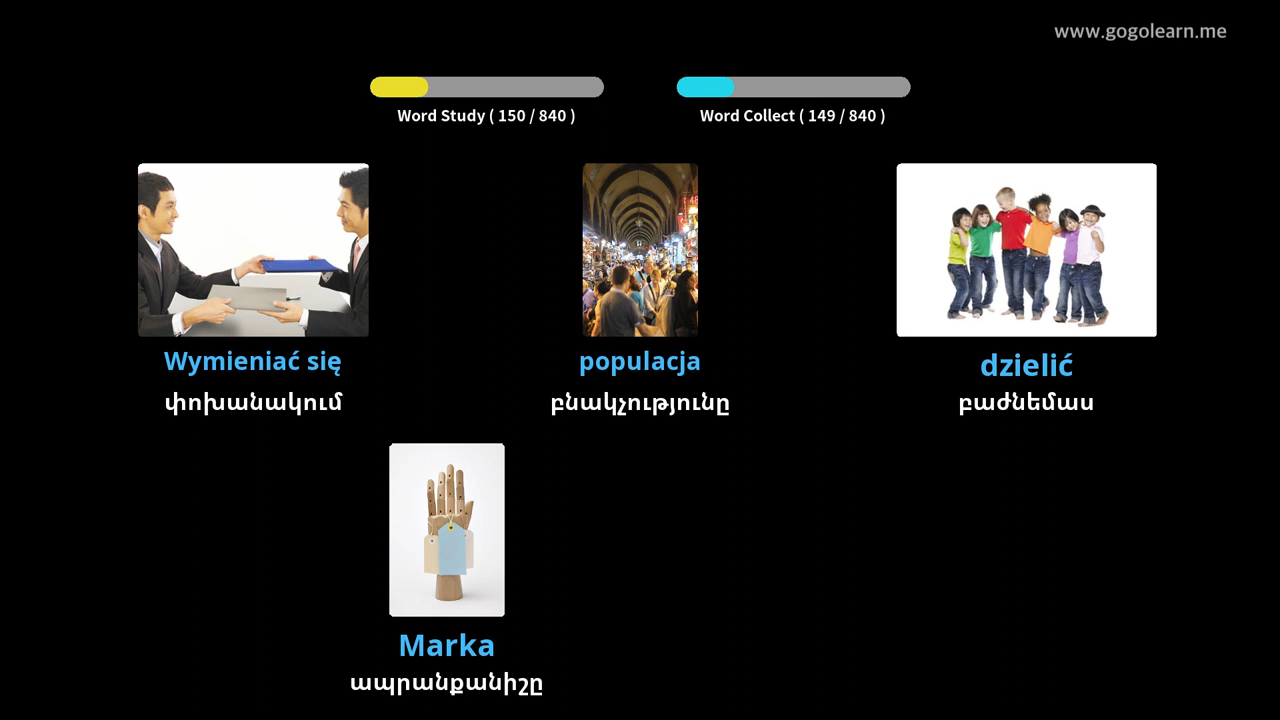 www.gogolearn.me
Word Study ( 150 / 840 )
Word Collect ( 149 / 840 )
Wymieniać się
փոխանակում
populacja
բնակչությունը
dzielić
բաժնեմաս
Marka
ապրանքանիշը